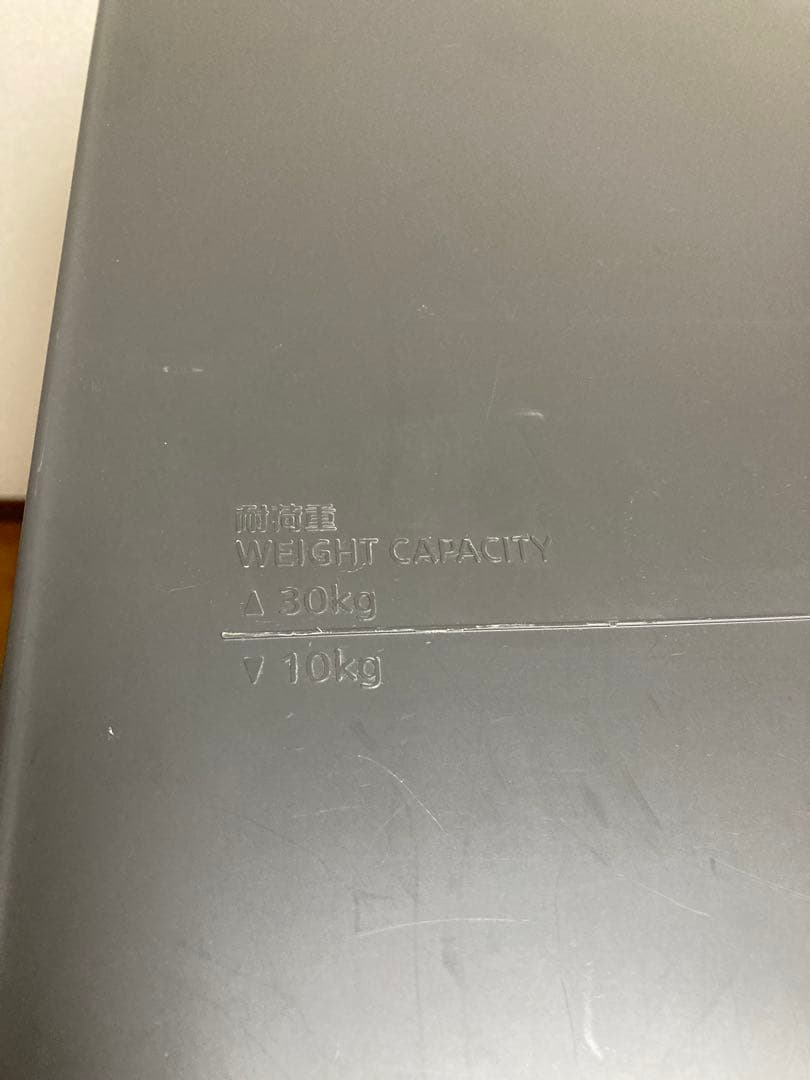 耐荷重
WEIGHT CAPACITY
△ 30kg
▽ 10kg